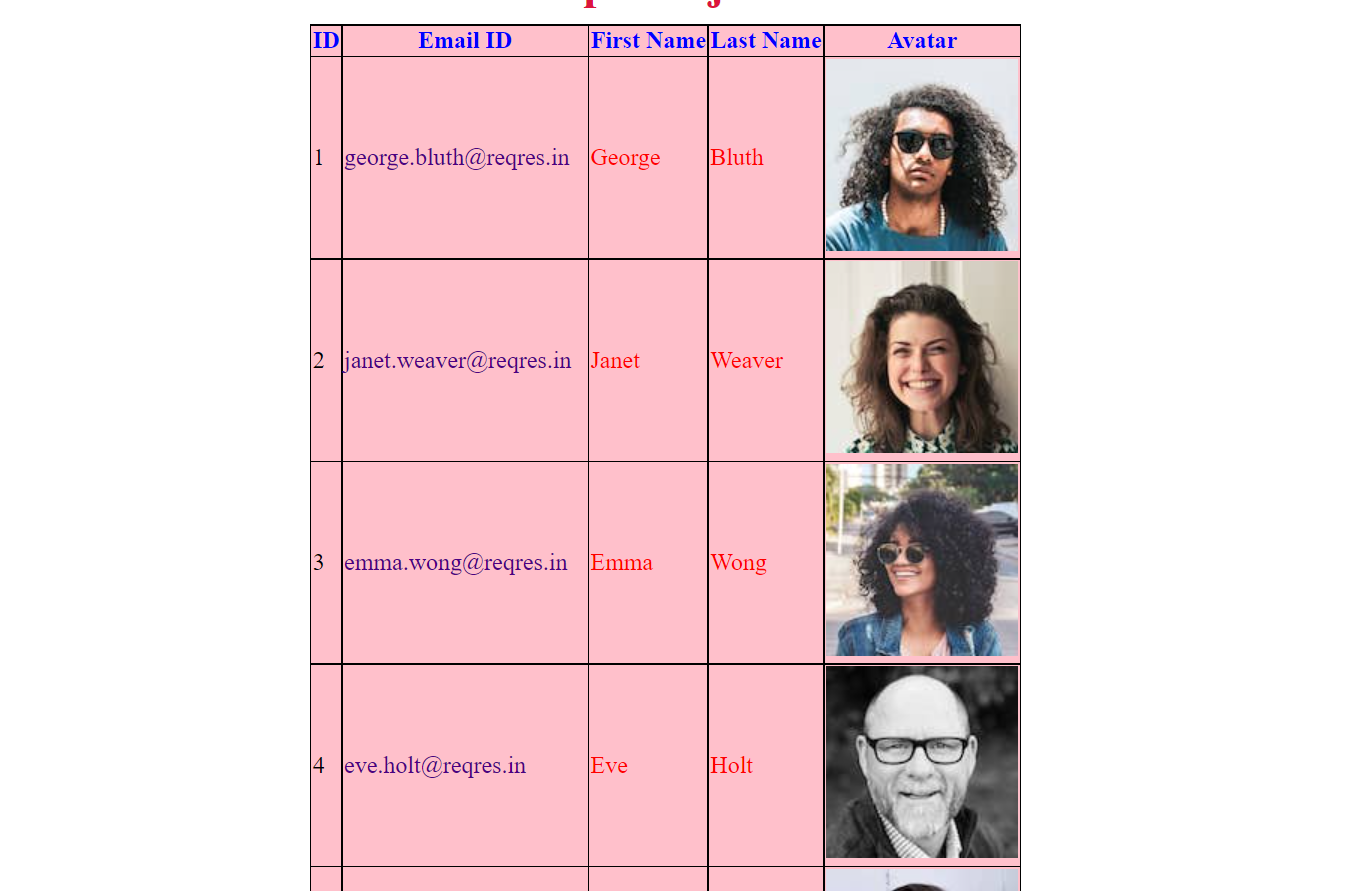 ID Email ID First Name Last Name Avatar
1 george.bluth@reqres.in George Bluth
2 janet.weaver@reqres.in Janet Weaver
3 emma.wong@reqres.in Emma Wong
4 eve.holt@reqres.in Eve Holt